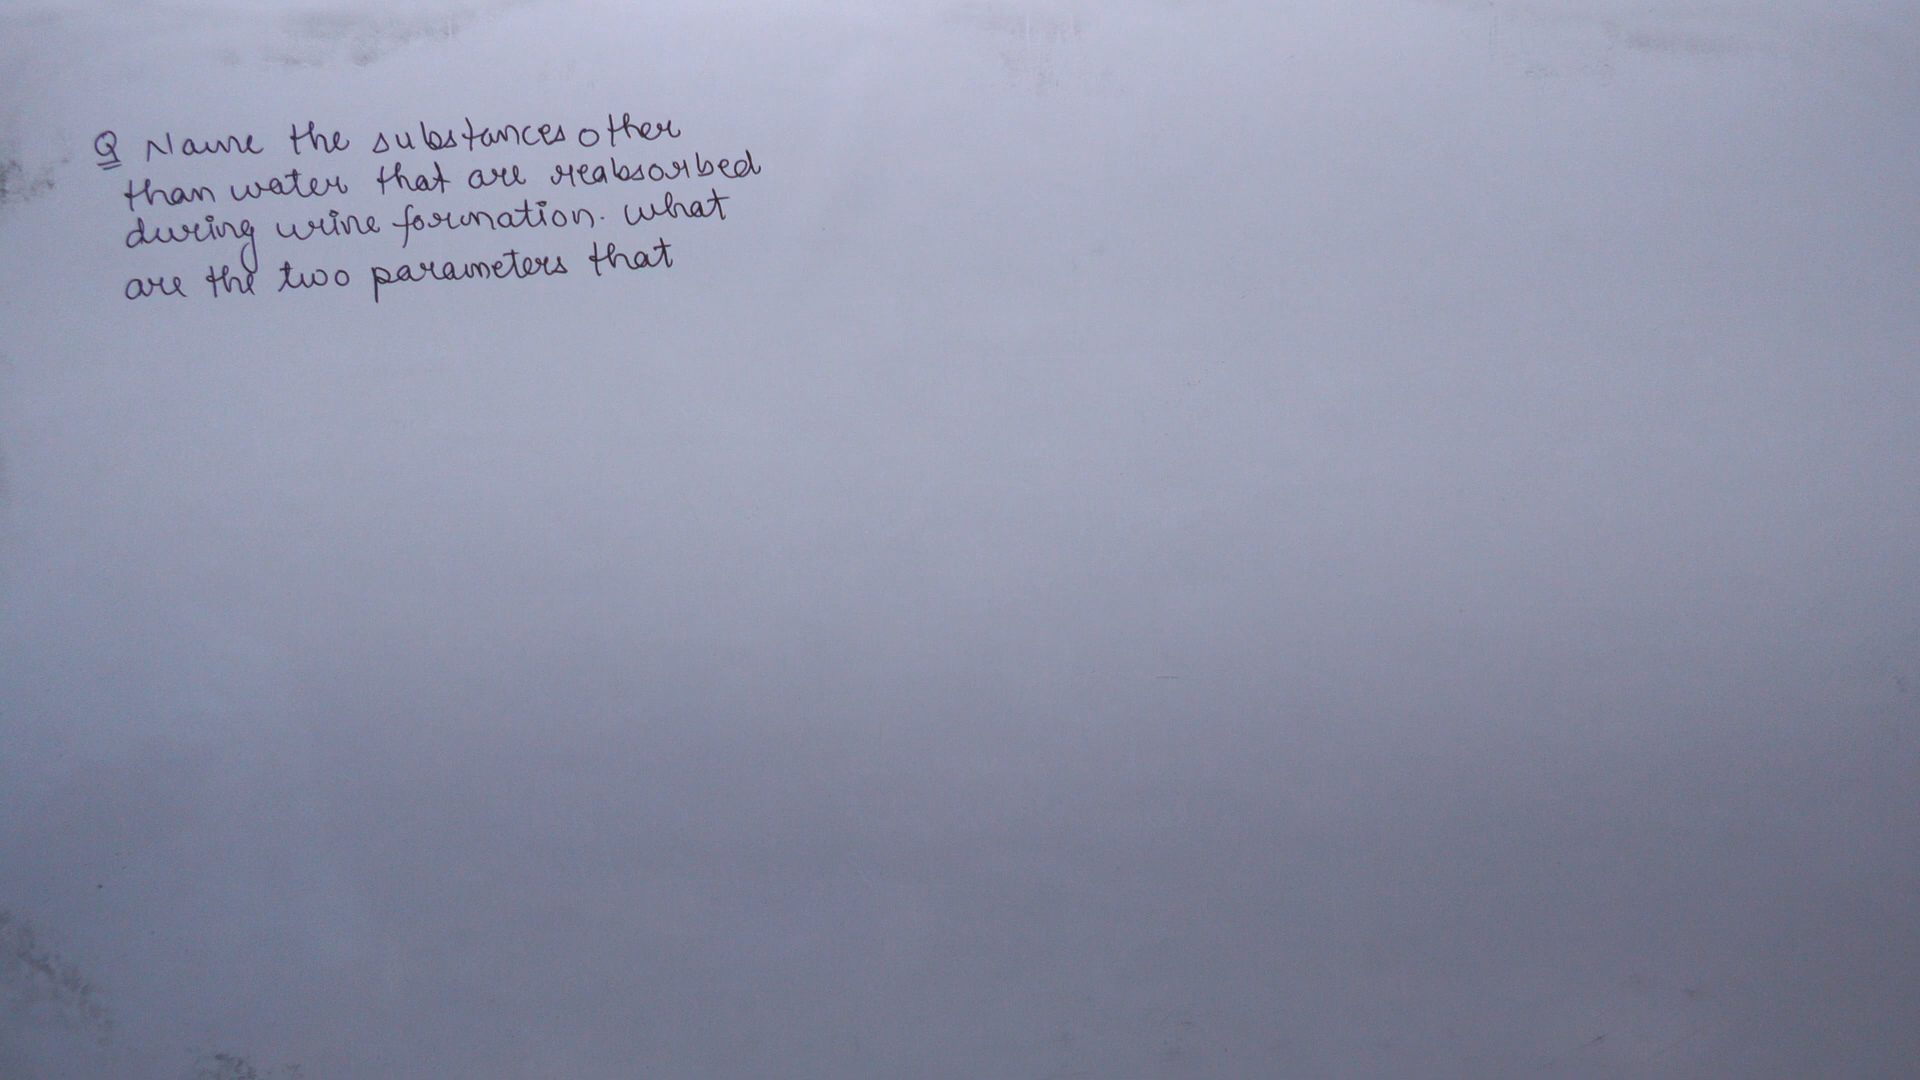 Q Name the substances other
than water that are reabsorbed
during urine formation. What
are the two parameters that